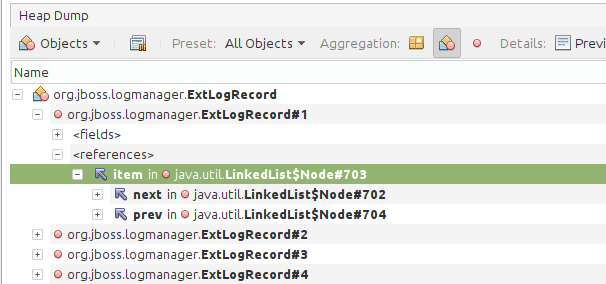 Heap Dump
Objects Preset: All Objects Aggregation: Details: Previ
Name
org.jboss.logmanager.ExtLogRecord
org.jboss.logmanager.ExtLogRecord#1
<fields>
<references>
item in java.util.LinkedList$Node#703
next in java.util.LinkedList$Node#702
prev in java.util.LinkedList$Node#704
org.jboss.logmanager.ExtLogRecord#2
org.jboss.logmanager.ExtLogRecord#3
org.jboss.logmanager.ExtLogRecord#4